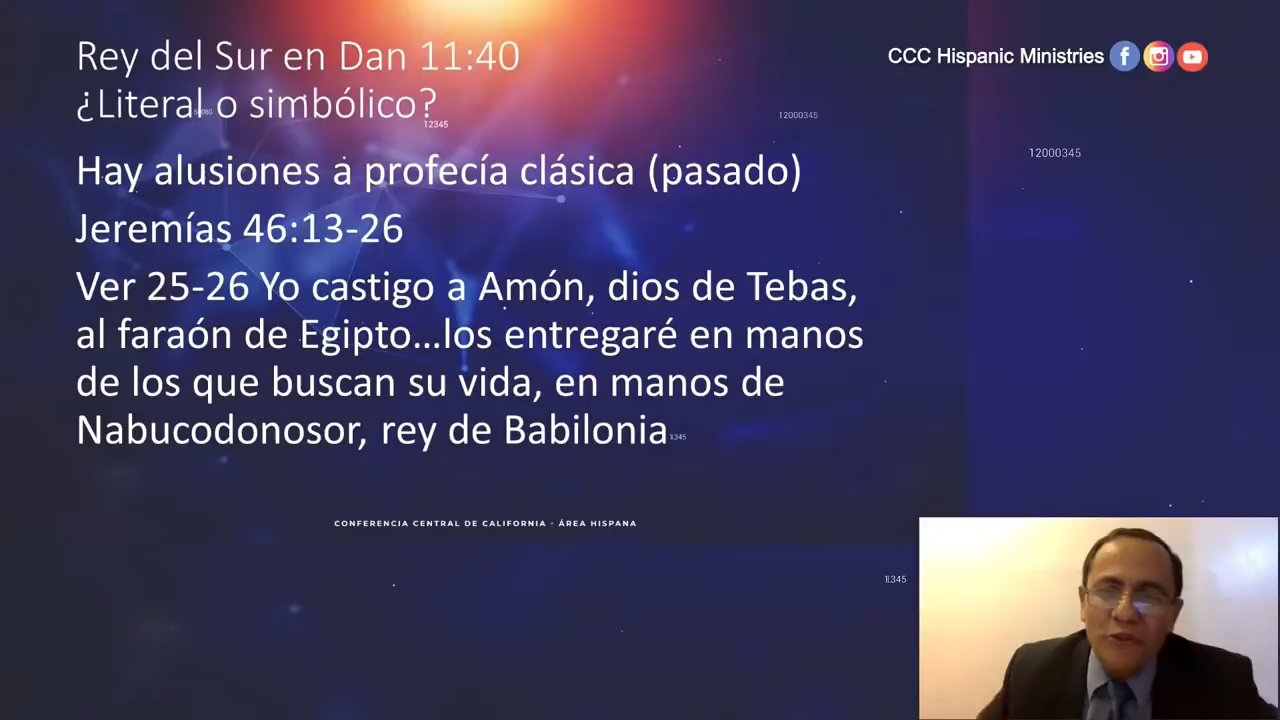 Rey del Sur en Dan 11:40
¿Literal o simbólico?
CCC Hispanic Ministries
12345
12000345
12000345
Hay alusiones a profecía clásica (pasado)
Jeremías 46:13-26
Ver 25-26 Yo castigo a Amón, dios de Tebas,
al faraón de Egipto...los entregaré en manos
de los que buscan su vida, en manos de
Nabucodonosor, rey de Babilonia
CONFERENCIA CENTRAL DE CALIFORNIA - ÁREA HISPANA